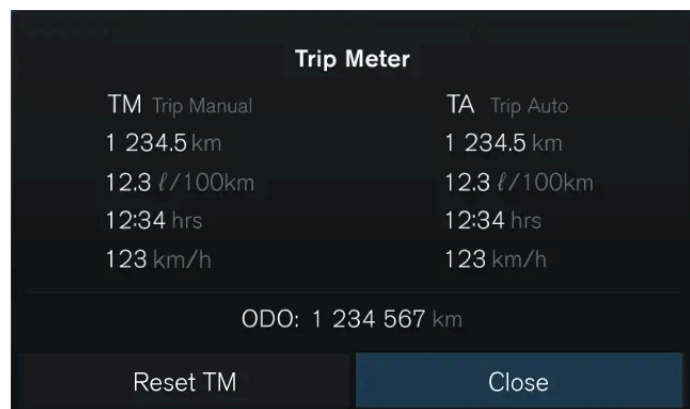 Trip Meter
TM Trip Manual
1 234.5 km
12.3 ℓ/100km
12:34 hrs
123 km/h
TA Trip Auto
1 234.5 km
12.3 ℓ/100km
12:34 hrs
123 km/h
ODO: 1 234 567 km
Reset TM
Close